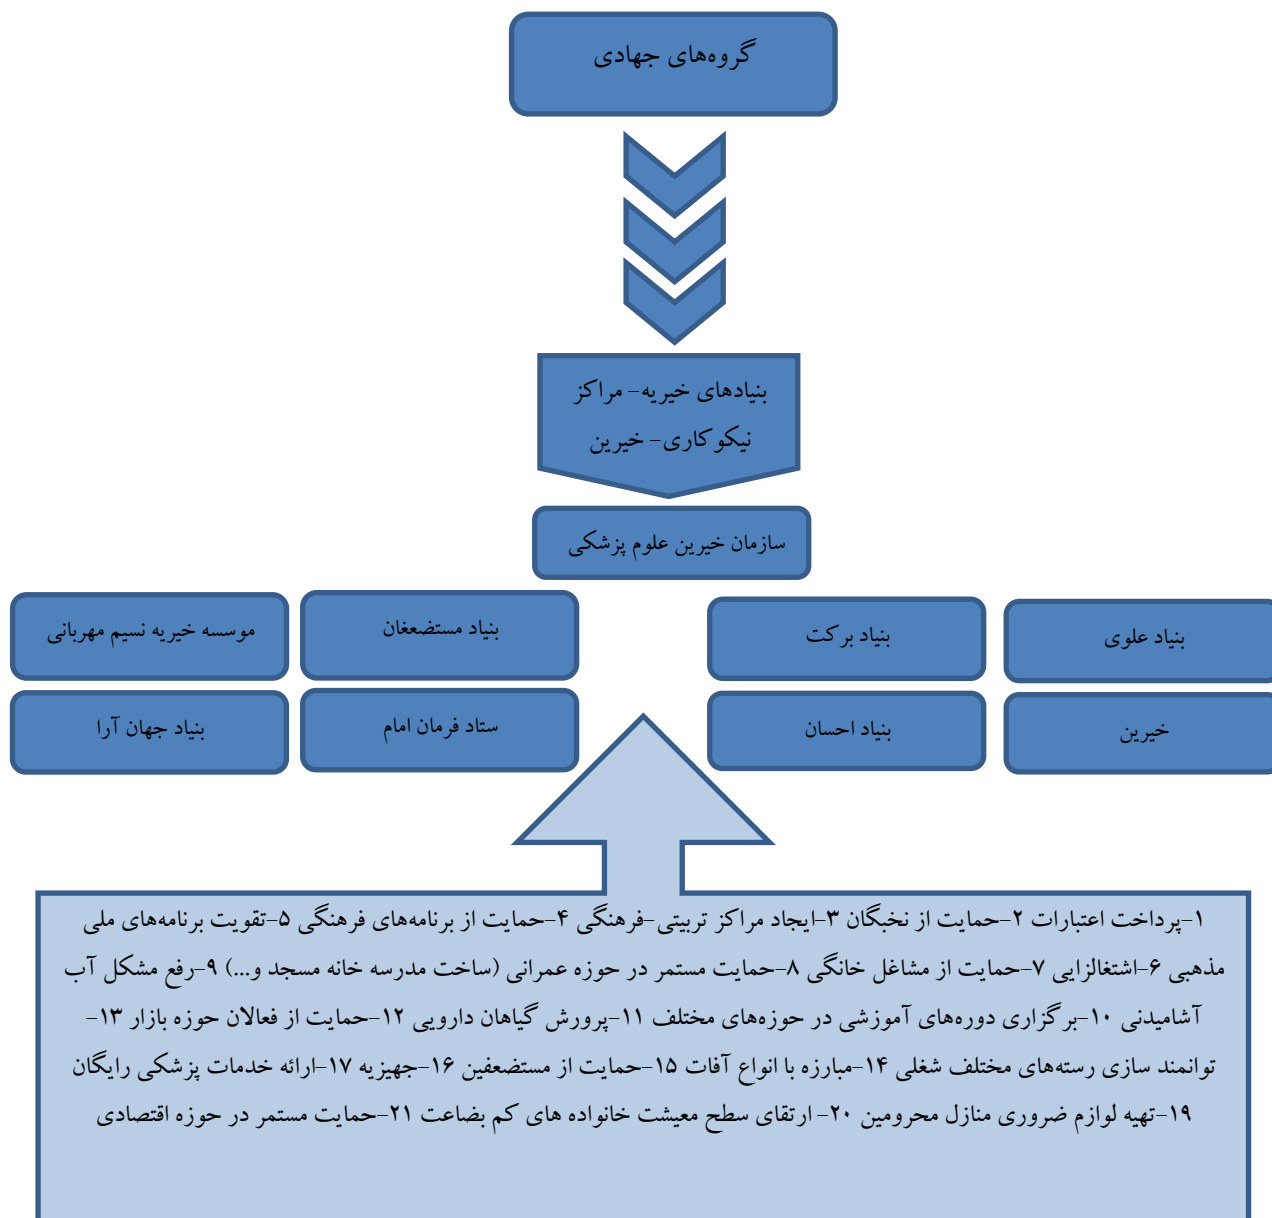 گروه‌های جهادی
بنیادهای خیریه- مراکز
نیکوکاری- خیرین
سازمان خیرین علوم پزشکی
بنیاد علوی
بنیاد برکت
بنیاد مستضعغان
موسسه خیریه نسیم مهربانی
خیرین
بنیاد احسان
ستاد فرمان امام
بنیاد جهان آرا
۱-پرداخت اعتبارات ۲-حمایت از نخبگان ۳-ایجاد مراکز تربیتی-فرهنگی ۴-حمایت از برنامه‌های فرهنگی ۵-تقویت برنامه‌های ملی
مذهبی ۶-اشتغالزایی ۷-حمایت از مشاغل خانگی ۸-حمایت مستمر در حوزه عمرانی (ساخت مدرسه خانه مسجد و...) ۹-رفع مشکل آب
آشامیدنی ۱۰-برگزاری دوره‌های آموزشی در حوزه‌های مختلف ۱۱-پرورش گیاهان دارویی ۱۲-حمایت از فعالان حوزه بازار ۱۳-
توانمند سازی رسته‌های مختلف شغلی ۱۴-مبارزه با انواع آفات ۱۵-حمایت از مستضعفین ۱۶-جهیزیه ۱۷-ارائه خدمات پزشکی رایگان
۱۹-تهیه لوازم ضروری منازل محرومین ۲۰- ارتقای سطح معیشت خانواده های کم بضاعت ۲۱-حمایت مستمر در حوزه اقتصادی